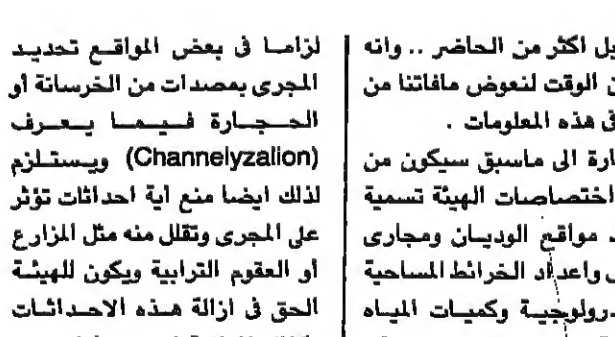 يل اكثر من الحاضر .. وانه
ن الوقت لنعوض مافاتنا من
ى هذه المعلومات .
ارة الى ماسبق سيكون من
اختصاصات الهيئة تسمية
د مواقع الوديان ومجارى
واعداد الخرائط المساحية
درولوجية وكميات المياه
لزاما فى بعض المواقع تحديد
المجرى بمصدات من الخرسانة أو
الحجارة فيما يعرف
(Channelyzalion) ويستلزم
لذلك ايضا منع اية احداثات تؤثر
على المجرى وتقلل منه مثل المزارع
أو العقوم الترابية ويكون للهيئة
الحق فى ازالة هذه الاحداثات